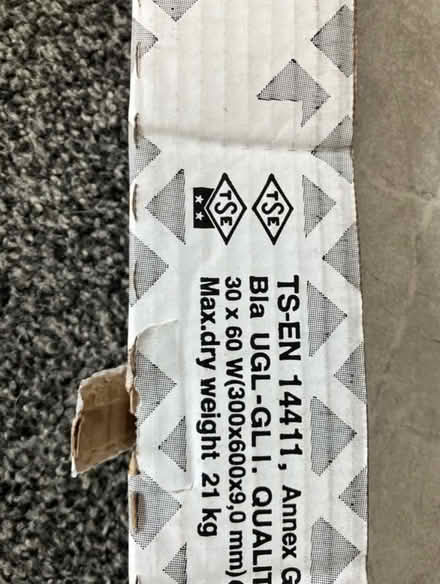 TSE TSE
TS-EN 14411, Annex G
BIa UGL-GL I. QUALIT
30 x 60 W(300x600x9,0 mm)
Max.dry weight 21 kg